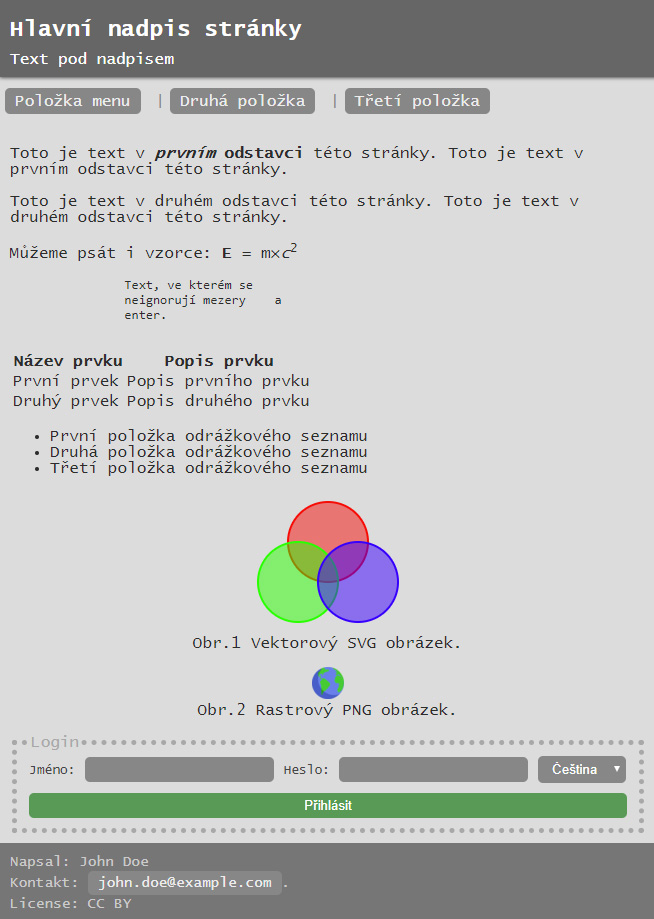 Hlavní nadpis stránky
Text pod nadpisem
Položka menu | Druhá položka | Třetí položka
Toto je text v prvním odstavci této stránky. Toto je text v
prvním odstavci této stránky.
Toto je text v druhém odstavci této stránky. Toto je text v
druhém odstavci této stránky.
Můžeme psát i vzorce: E = m×c²
Text, ve kterém se
neignorují mezery    a
enter.
Název prvku Popis prvku
První prvek Popis prvního prvku
Druhý prvek Popis druhého prvku
• První položka odrážkového seznamu
• Druhá položka odrážkového seznamu
• Třetí položka odrážkového seznamu
Obr.1 Vektorový SVG obrázek.
Obr.2 Rastrový PNG obrázek.
Login
Jméno: Heslo: Čeština
Přihlásit
Napsal: John Doe
Kontakt: john.doe@example.com.
License: CC BY